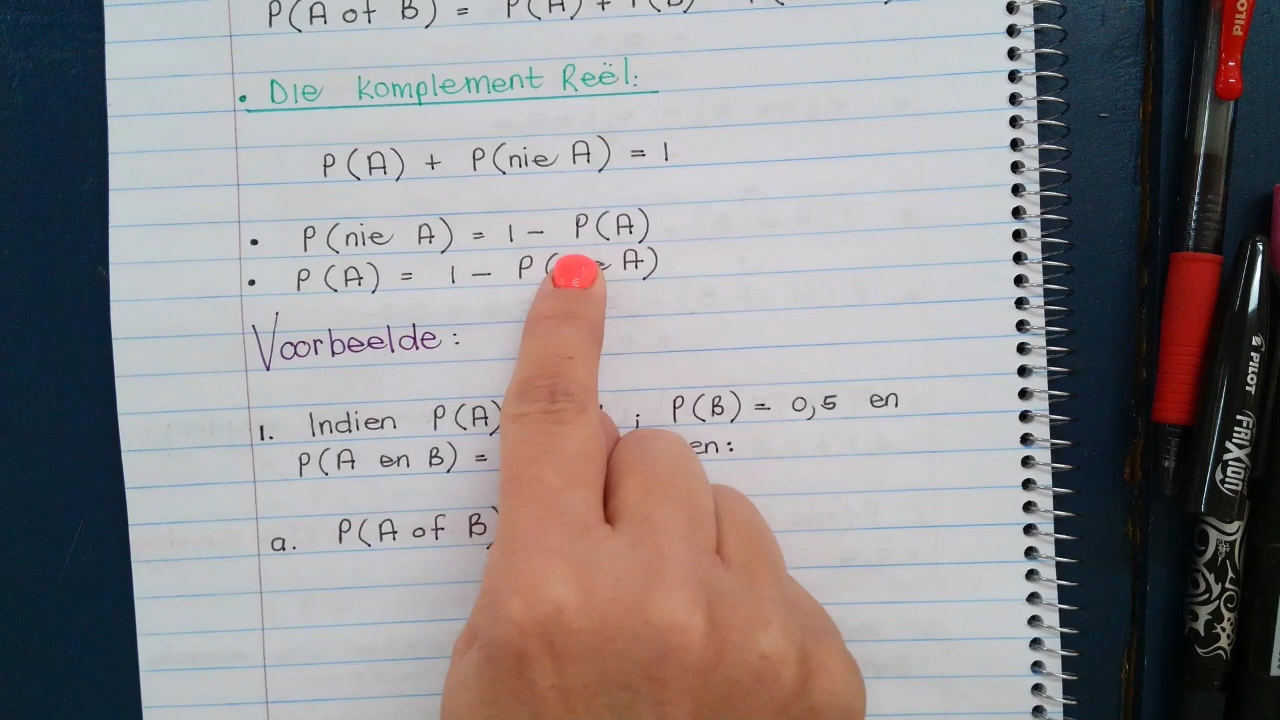 P(A of B) = P(A) + P(B)
• Die komplement Reël:
P(A) + P(nie A) = 1
• P(nie A) = 1 - P(A)
• P(A) = 1 - P( A)
Voorbeelde:
1. Indien P(A) ; P(B) = 0,5 en
P(A en B) = en:
a. P(A of B)
PILOT
PILOT
FRIXION